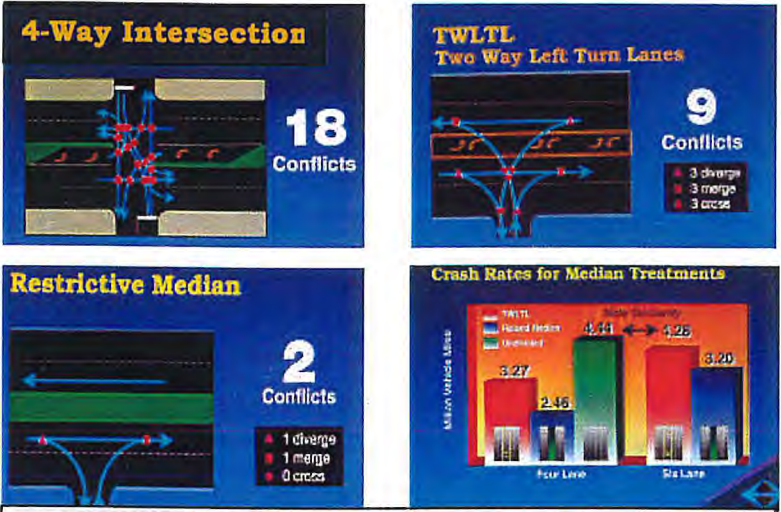 4-Way Intersection
18
Conflicts
TWLTL
Two Way Left Turn Lanes
9
Conflicts
3 diverge
3 merge
3 cross
Restrictive Median
2
Conflicts
1 diverge
1 merge
0 cross
Crash Rates for Median Treatments
Million Vehicle Miles
TWLTL
Raised Median
Undivided
3.27
2.46
4.44
4.26
3.20
Four Lane
Six Lane